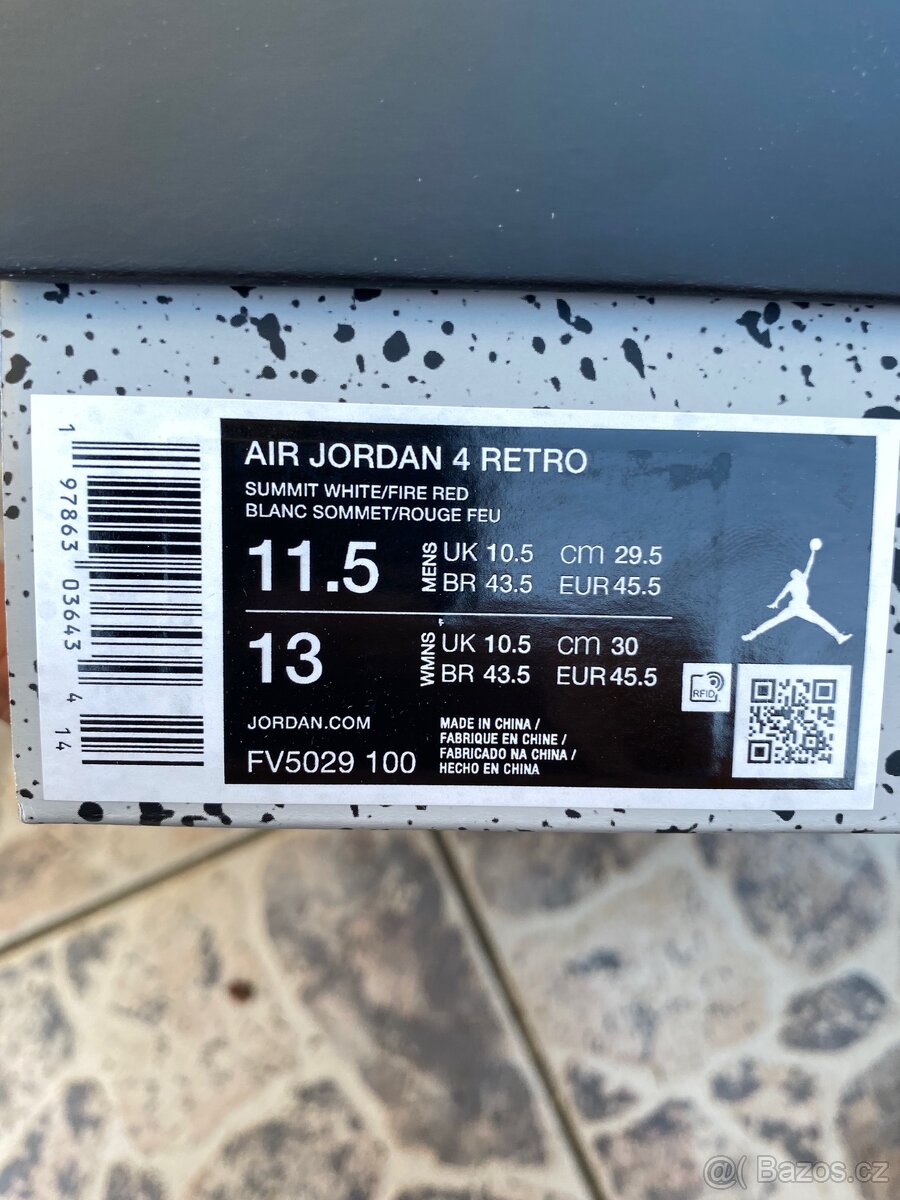 AIR JORDAN 4 RETRO
SUMMIT WHITE/FIRE RED
BLANC SOMMET/ROUGE FEU
11.5 MENS UK 10.5 cm 29.5
BR 43.5 EUR 45.5
13 WMNS UK 10.5 cm 30
BR 43.5 EUR 45.5
RFID
JORDAN.COM
FV5029 100
MADE IN CHINA /
FABRIQUE EN CHINE /
FABRICADO NA CHINA /
HECHO EN CHINA
1 97863 03643 4 14
@( Bazos.cz